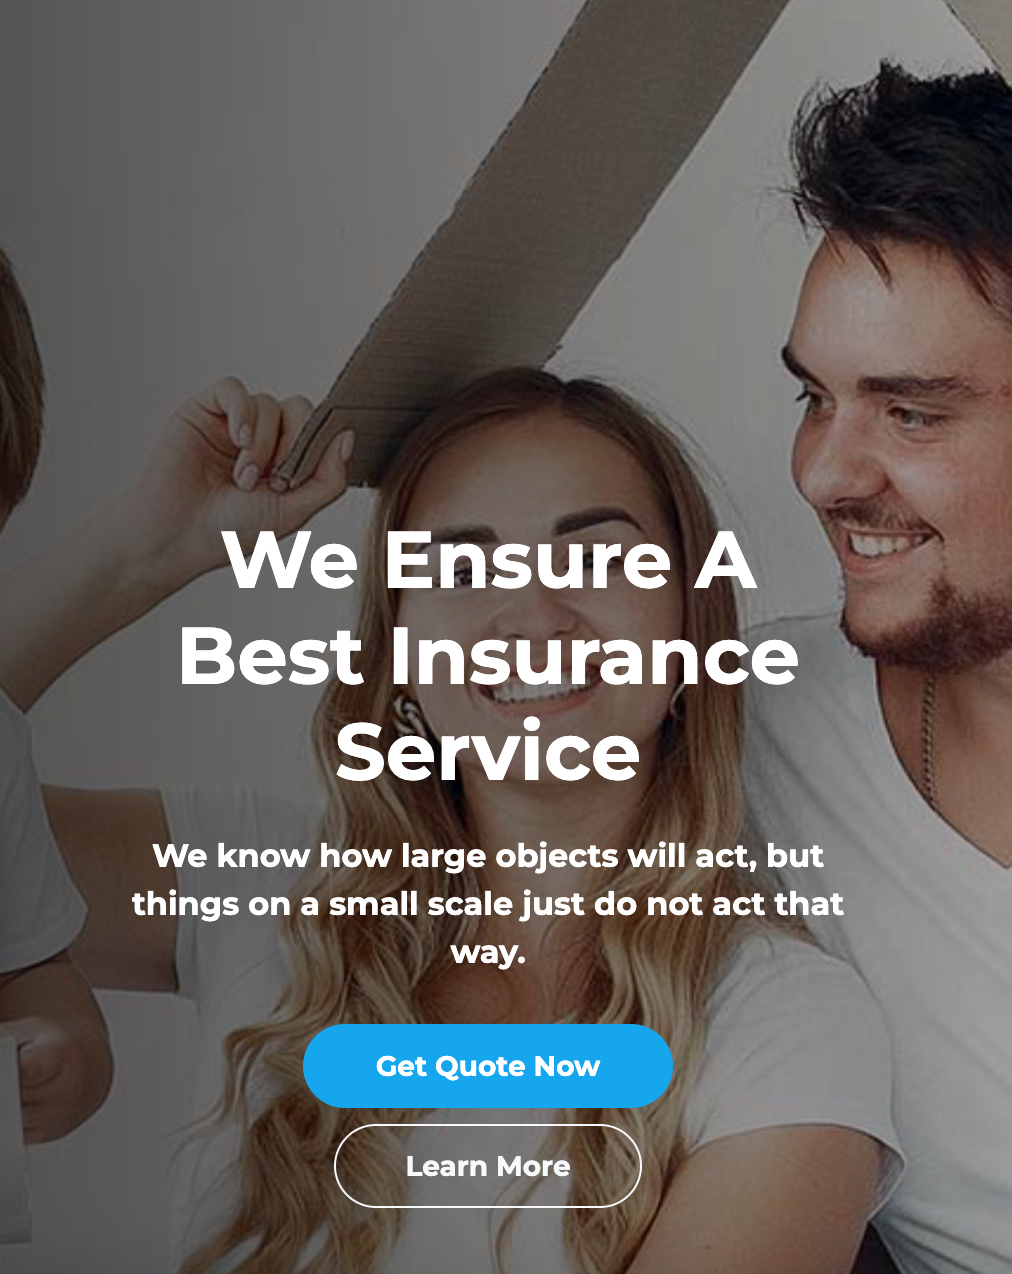 We Ensure A
Best Insurance
Service
We know how large objects will act, but
things on a small scale just do not act that
way.
Get Quote Now
Learn More